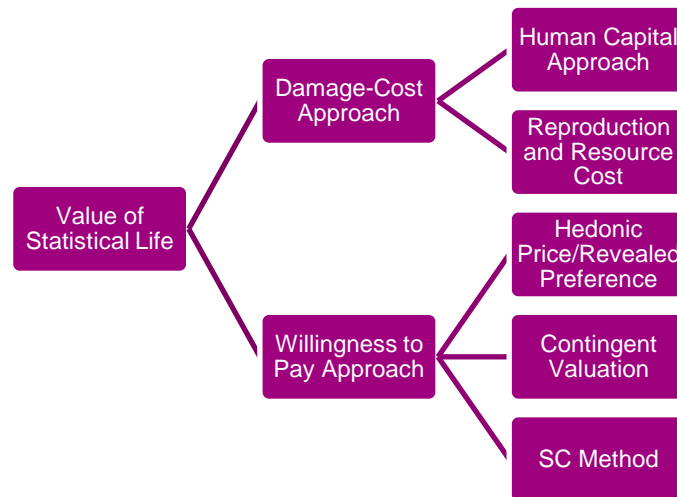 Human Capital
Approach
Damage-Cost
Approach
Reproduction
and Resource
Cost
Value of
Statistical Life
Hedonic
Price/Revealed
Preference
Willingness to
Pay Approach
Contingent
Valuation
SC Method